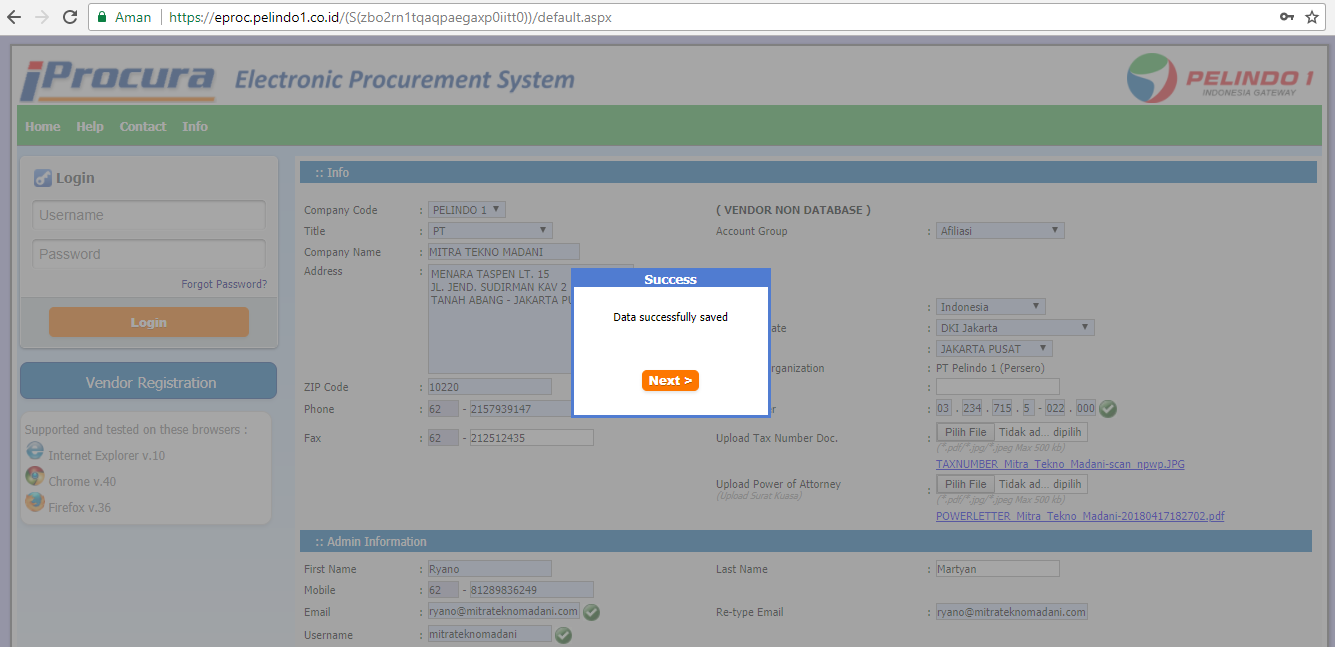 Aman | https://eproc.pelindo1.co.id/(S(zbo2rn1tqaqpaegaxp0iitt0))/default.aspx
iProcura Electronic Procurement System
PELINDO 1
INDONESIA GATEWAY
Home Help Contact Info
Login
Username
Password
Forgot Password?
Login
Vendor Registration
Supported and tested on these browsers :
Internet Explorer v.10
Chrome v.40
Firefox v.36
:: Info
Company Code : PELINDO 1 ( VENDOR NON DATABASE )
Title : PT Account Group : Afiliasi
Company Name : MITRA TEKNO MADANI
Address : MENARA TASPEN LT. 15
JL. JEND. SUDIRMAN KAV 2
TANAH ABANG - JAKARTA PU
: Indonesia
: DKI Jakarta
: JAKARTA PUSAT
: PT Pelindo 1 (Persero)
ZIP Code : 10220 :
Phone : 62 - 2157939147 : 03 . 234 . 715 . 5 - 022 . 000
Fax : 62 - 212512435 Upload Tax Number Doc. : Pilih File Tidak ad... dipilih
(*.pdf/*.jpg/*.jpeg Max 500 kb)
TAXNUMBER_Mitra_Tekno_Madani-scan_npwp.JPG
Upload Power of Attorney : Pilih File Tidak ad... dipilih
(Upload Surat Kuasa) (*.pdf/*.jpg/*.jpeg Max 500 kb)
POWERLETTER_Mitra_Tekno_Madani-20180417182702.pdf
Success
Data successfully saved
Next >
:: Admin Information
First Name : Ryano Last Name : Martyan
Mobile : 62 - 81289836249
Email : ryano@mitrateknomadani.com Re-type Email : ryano@mitrateknomadani.com
Username : mitrateknomadani